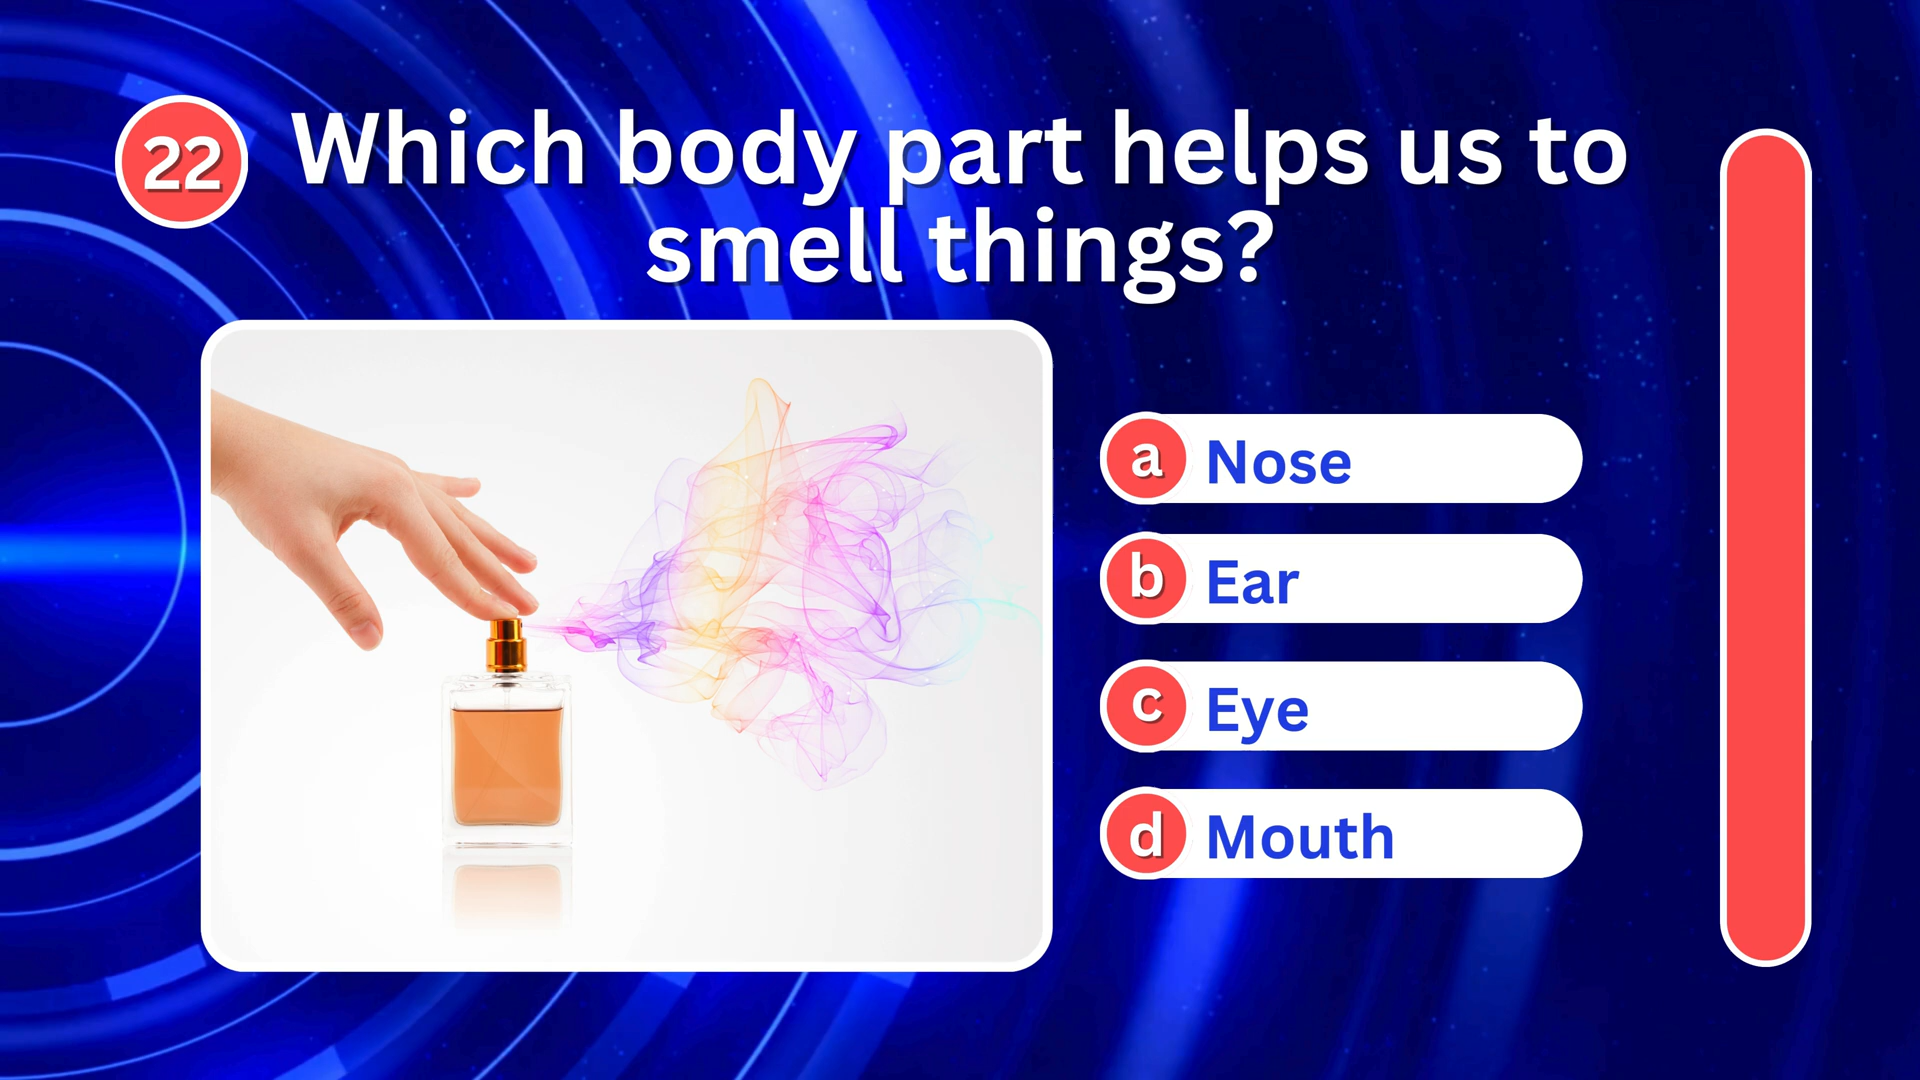 22
Which body part helps us to
smell things?
a Nose
b Ear
c Eye
d Mouth